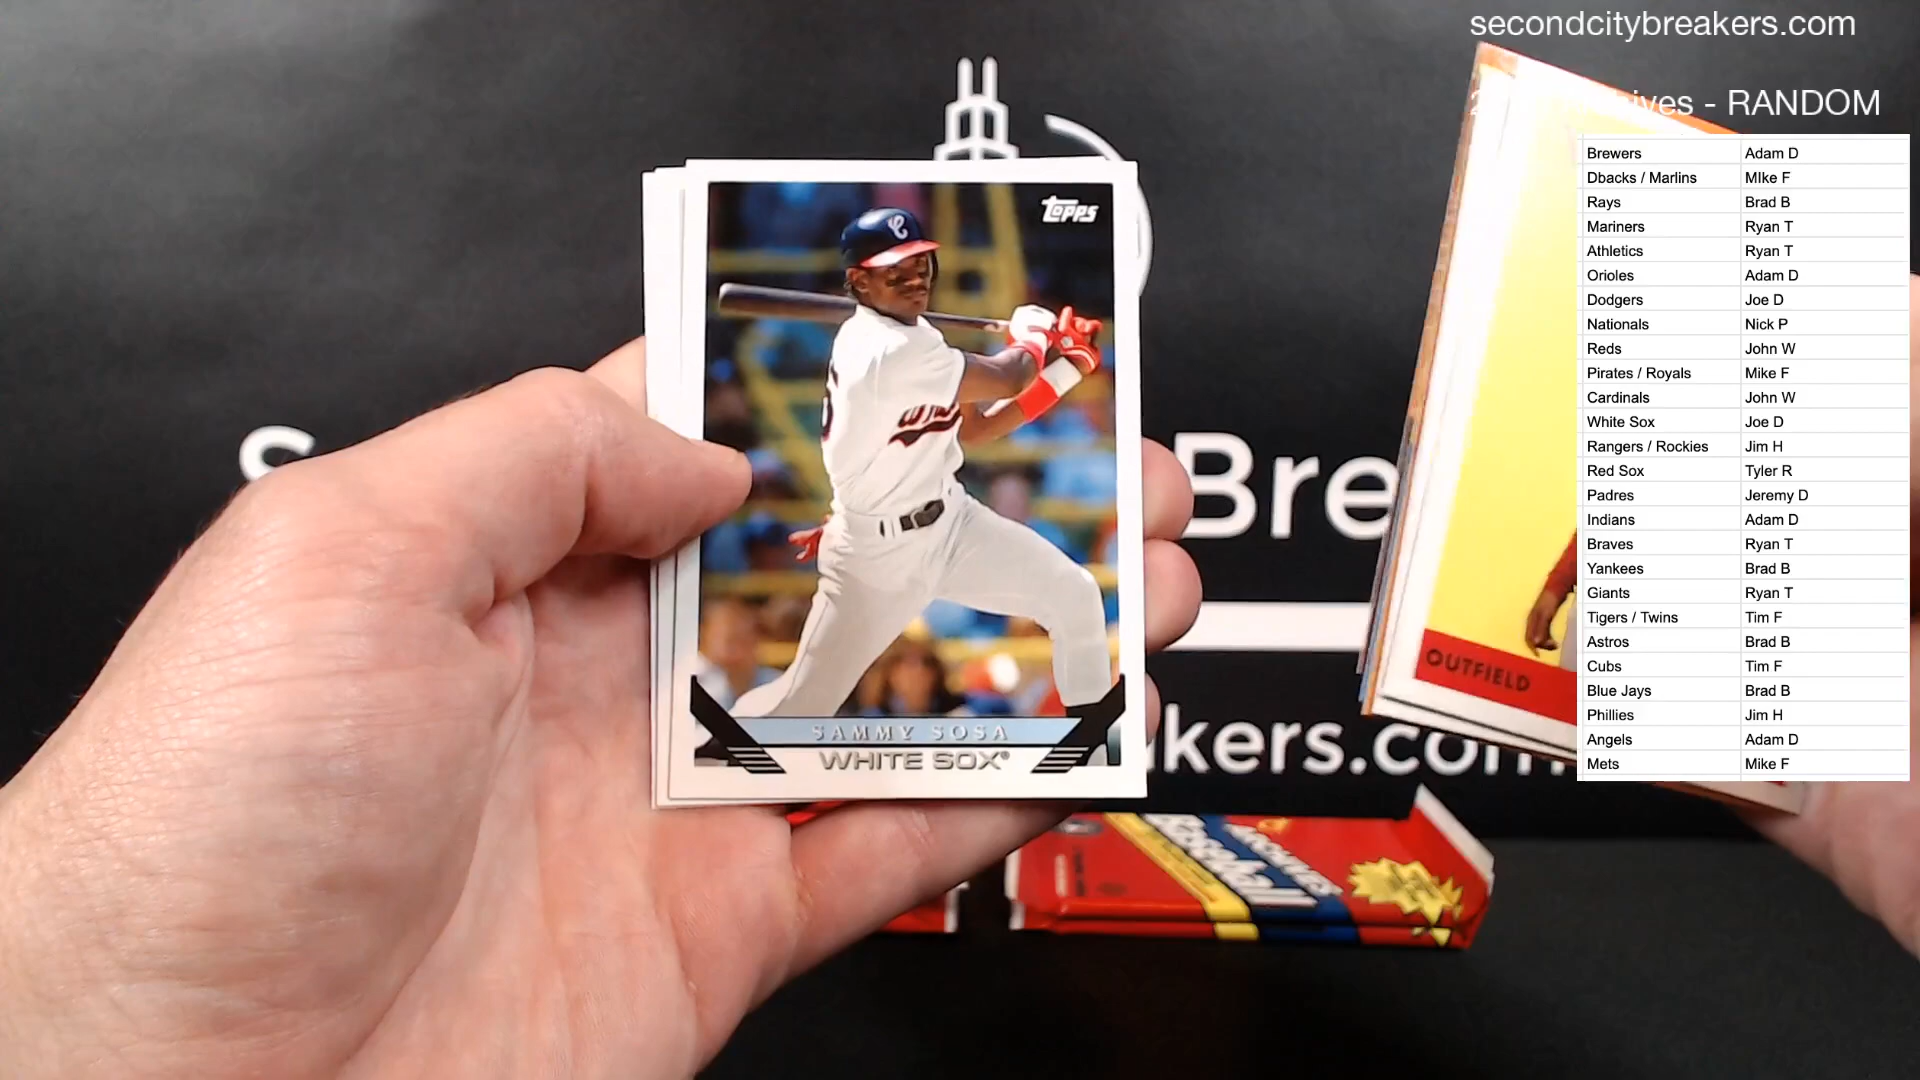 secondcitybreakers.com
ives - RANDOM
Brewers Adam D
Dbacks / Marlins MIke F
Rays Brad B
Mariners Ryan T
Athletics Ryan T
Orioles Adam D
Dodgers Joe D
Nationals Nick P
Reds John W
Pirates / Royals Mike F
Cardinals John W
White Sox Joe D
Rangers / Rockies Jim H
Red Sox Tyler R
Padres Jeremy D
Indians Adam D
Braves Ryan T
Yankees Brad B
Giants Ryan T
Tigers / Twins Tim F
Astros Brad B
Cubs Tim F
Blue Jays Brad B
Phillies Jim H
Angels Adam D
Mets Mike F
Topps
C
SAMMY SOSA
WHITE SOX®
OUTFIELD
S Bre
kers.com
ARCHIVES
Baseball